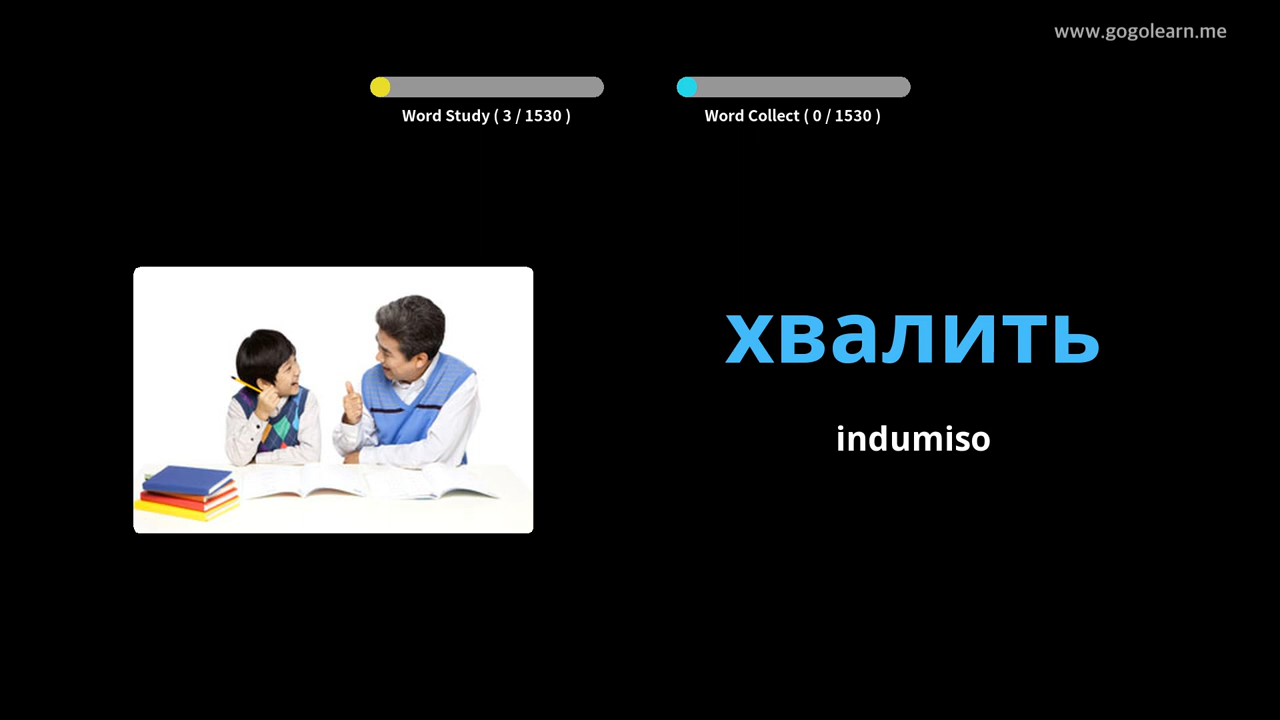 www.gogolearn.me
Word Study ( 3 / 1530 )
Word Collect ( 0 / 1530 )
хвалить
indumiso